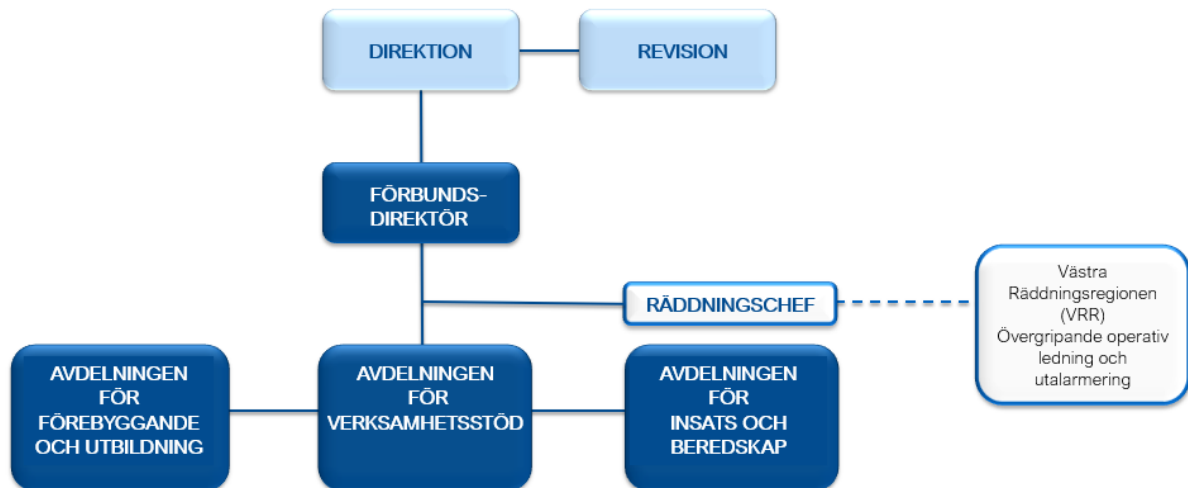 DIREKTION
REVISION
FÖRBUNDS-
DIREKTÖR
RÄDDNINGSCHEF
Västra
Räddningsregionen
(VRR)
Övergripande operativ
ledning och
utalarmering
AVDELNINGEN
FÖR
FÖREBYGGANDE
OCH UTBILDNING
AVDELNINGEN
FÖR
VERKSAMHETSSTÖD
AVDELNINGEN
FÖR
INSATS OCH
BEREDSKAP